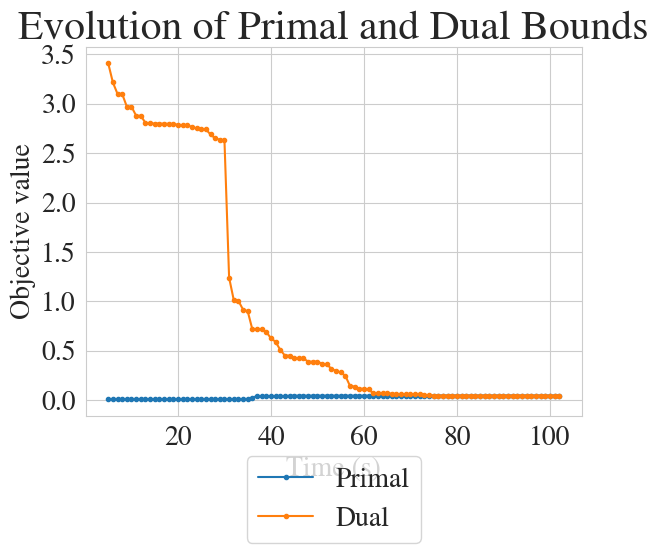 Evolution of Primal and Dual Bounds
3.5
3.0
2.5
2.0
1.5
1.0
0.5
0.0
Objective value
20 40 60 80 100
Time (s)
Primal
Dual